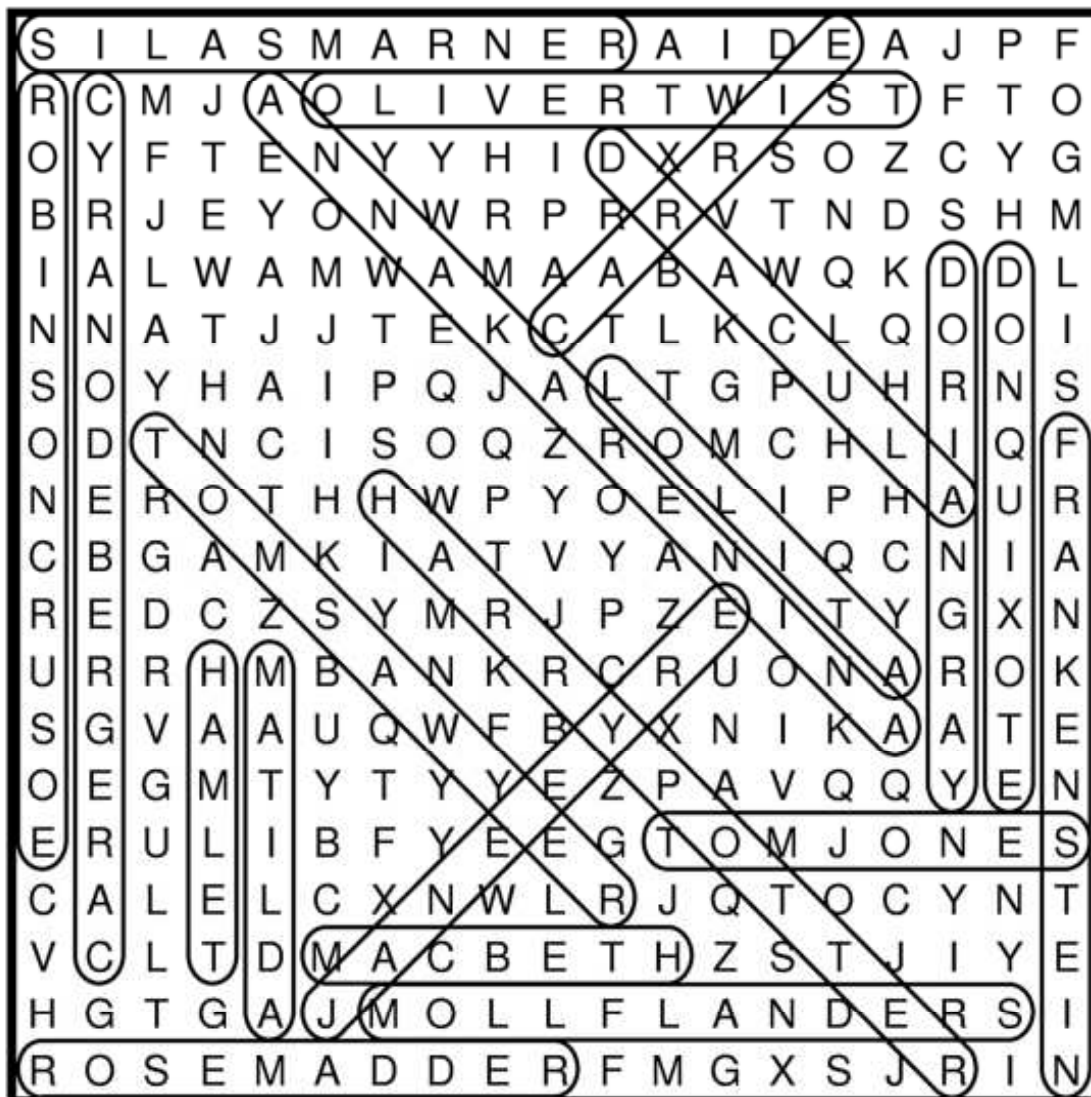 S I L A S M A R N E R A I D E A J P F
R C M J A O L I V E R T W I S T F T O
O Y F T E N Y Y H I D X R S O Z C Y G
B R J E Y O N W R P R R V T N D S H M
I A L W A M W A M A A B A W Q K D D L
N N A T J J T E K C T L K C L Q O O I
S O Y H A I P Q J A L T G P U H R N S
O D T N C I S O Q Z R O M C H L I Q F
N E R O T H H W P Y O E L I P H A U R
C B G A M K I A T V Y A N I Q C N I A
R E D C Z S Y M R J P Z E I T Y G X N
U R R H M B A N K R C R U O N A R O K
S G V A A U Q W F B Y X N I K A A T E
O E G M T Y T Y Y E Z P A V Q Q Y E N
E R U L I B F Y E E G T O M J O N E S
C A L E L C X N W L R J Q T O C Y N T
V C L T D M A C B E T H Z S T J I Y E
H G T G A J M O L L F L A N D E R S I
R O S E M A D D E R F M G X S J R I N